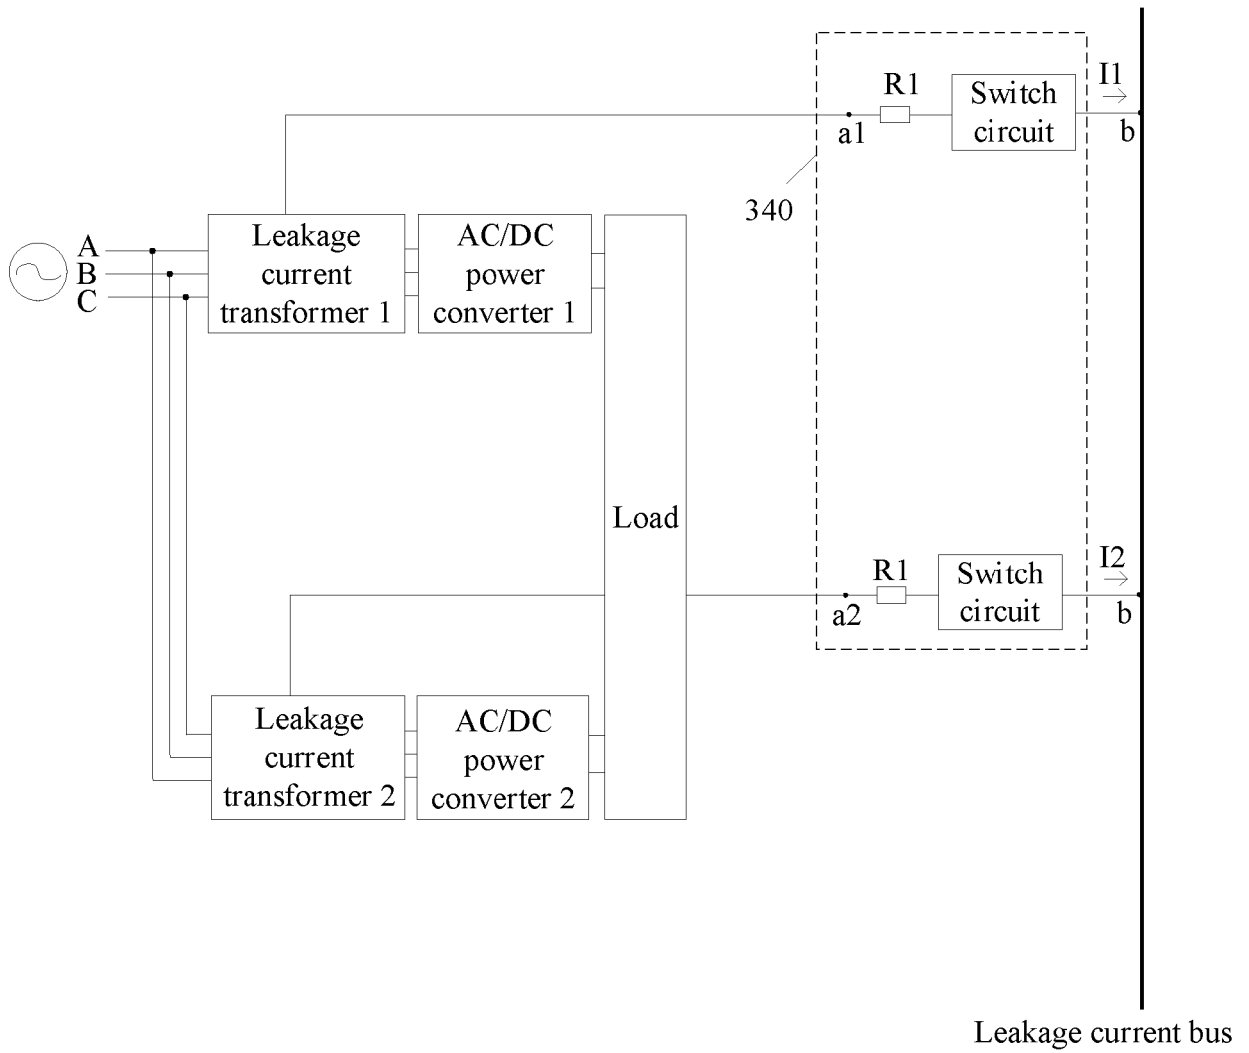 I1
R1
Switch
circuit
a1
b
340
A
B
C
Leakage
current
transformer 1
AC/DC
power
converter 1
Load
I2
R1
Switch
circuit
a2
b
Leakage
current
transformer 2
AC/DC
power
converter 2
Leakage current bus